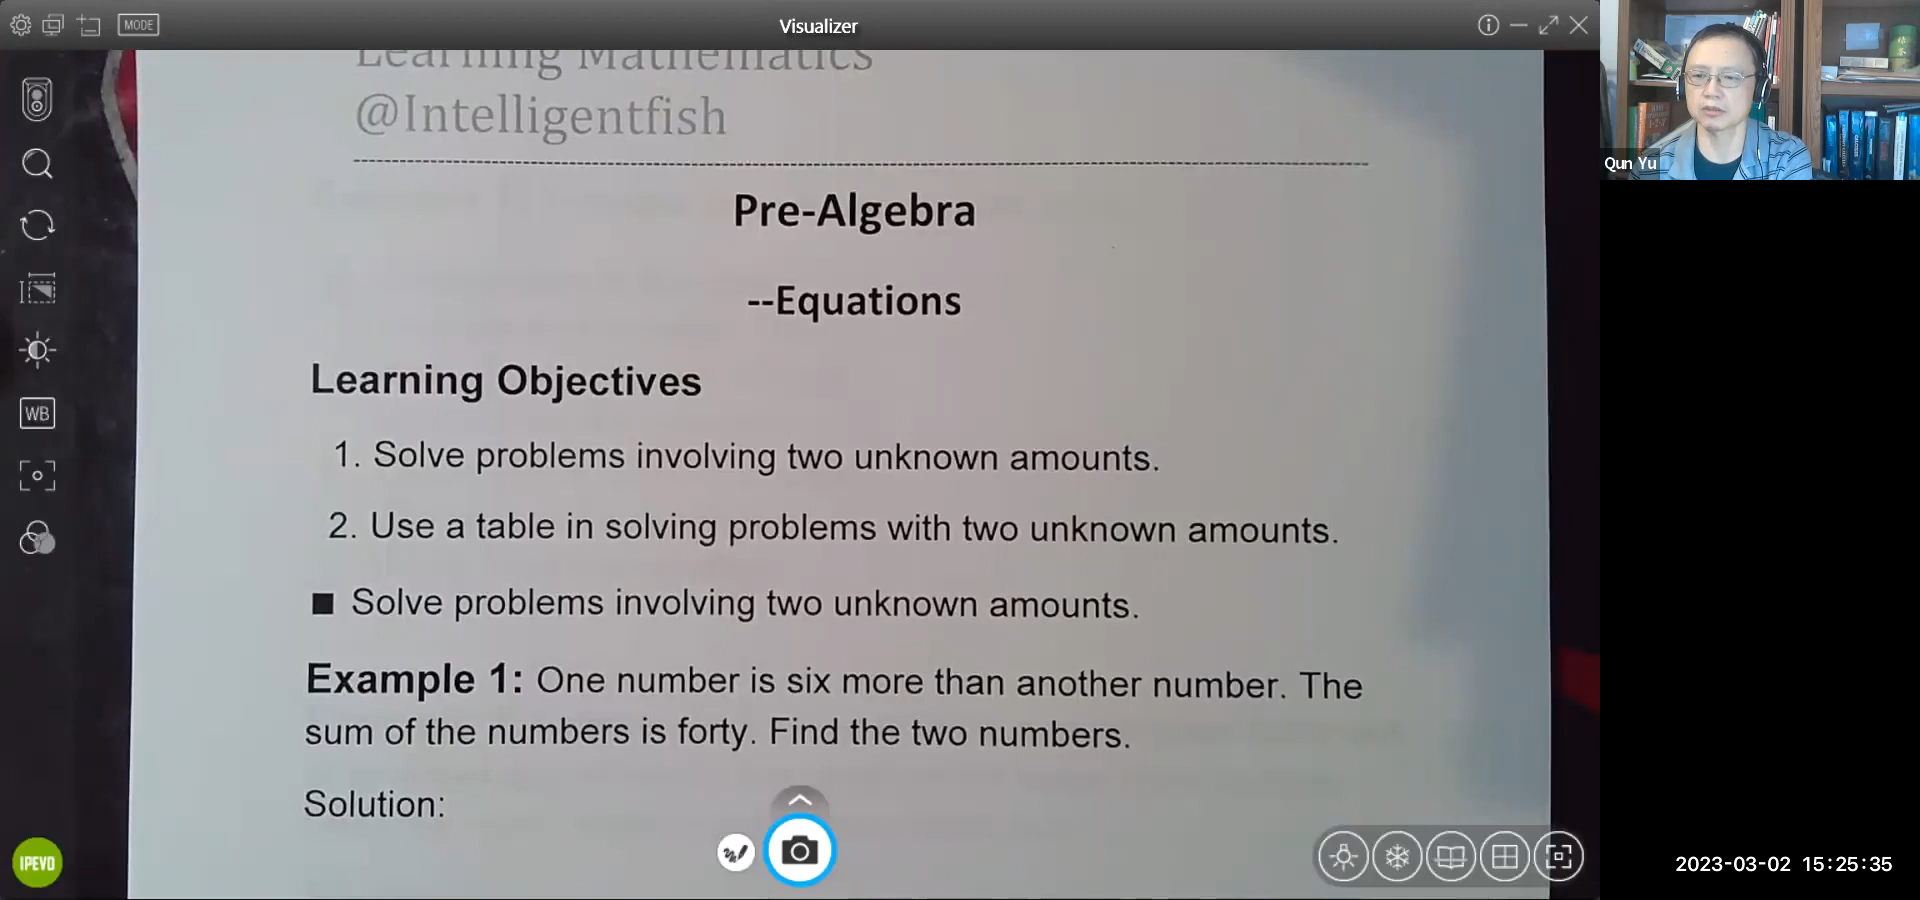 MODE
Visualizer
Learning Mathematics
@Intelligentfish
Qun Yu
Pre-Algebra
--Equations
Learning Objectives
1. Solve problems involving two unknown amounts.
2. Use a table in solving problems with two unknown amounts.
WB
■ Solve problems involving two unknown amounts.
Example 1: One number is six more than another number. The
sum of the numbers is forty. Find the two numbers.
Solution:
IPEVO
2023-03-02 15:25:35